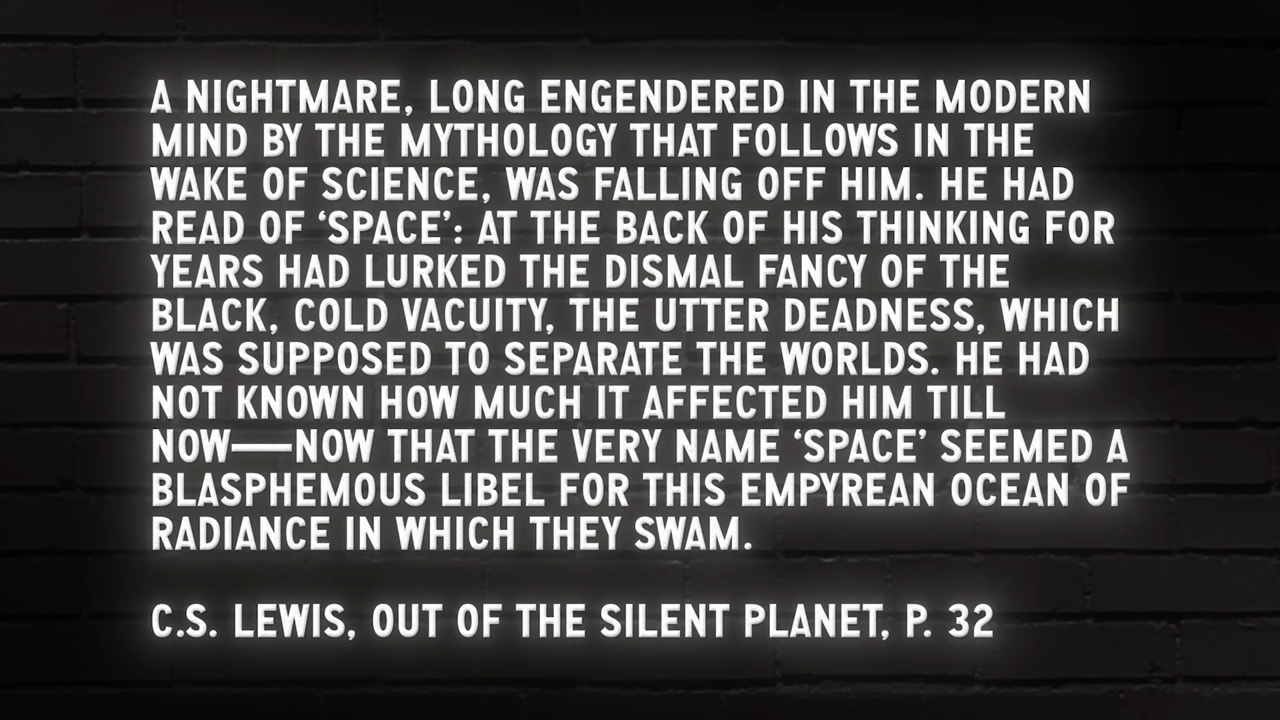 A NIGHTMARE, LONG ENGENDERED IN THE MODERN
MIND BY THE MYTHOLOGY THAT FOLLOWS IN THE
WAKE OF SCIENCE, WAS FALLING OFF HIM. HE HAD
READ OF ‘SPACE’: AT THE BACK OF HIS THINKING FOR
YEARS HAD LURKED THE DISMAL FANCY OF THE
BLACK, COLD VACUITY, THE UTTER DEADNESS, WHICH
WAS SUPPOSED TO SEPARATE THE WORLDS. HE HAD
NOT KNOWN HOW MUCH IT AFFECTED HIM TILL
NOW——NOW THAT THE VERY NAME ‘SPACE’ SEEMED A
BLASPHEMOUS LIBEL FOR THIS EMPYREAN OCEAN OF
RADIANCE IN WHICH THEY SWAM.
C.S. LEWIS, OUT OF THE SILENT PLANET, P. 32